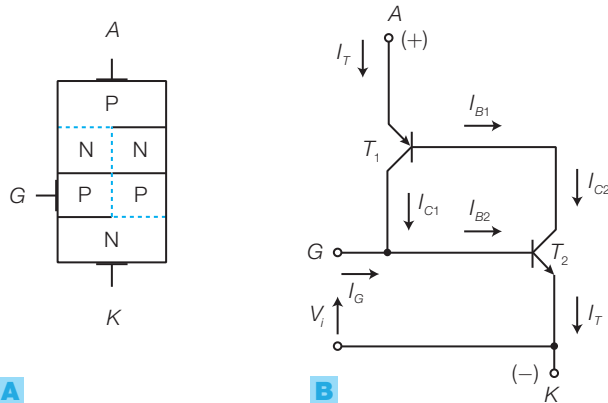 A
P
N N
G P P
N
K
A
A
(+)
I_T
I_B1
T_1
I_C1
I_B2
I_C2
G
T_2
I_G
V_i
I_T
(−)
K
B